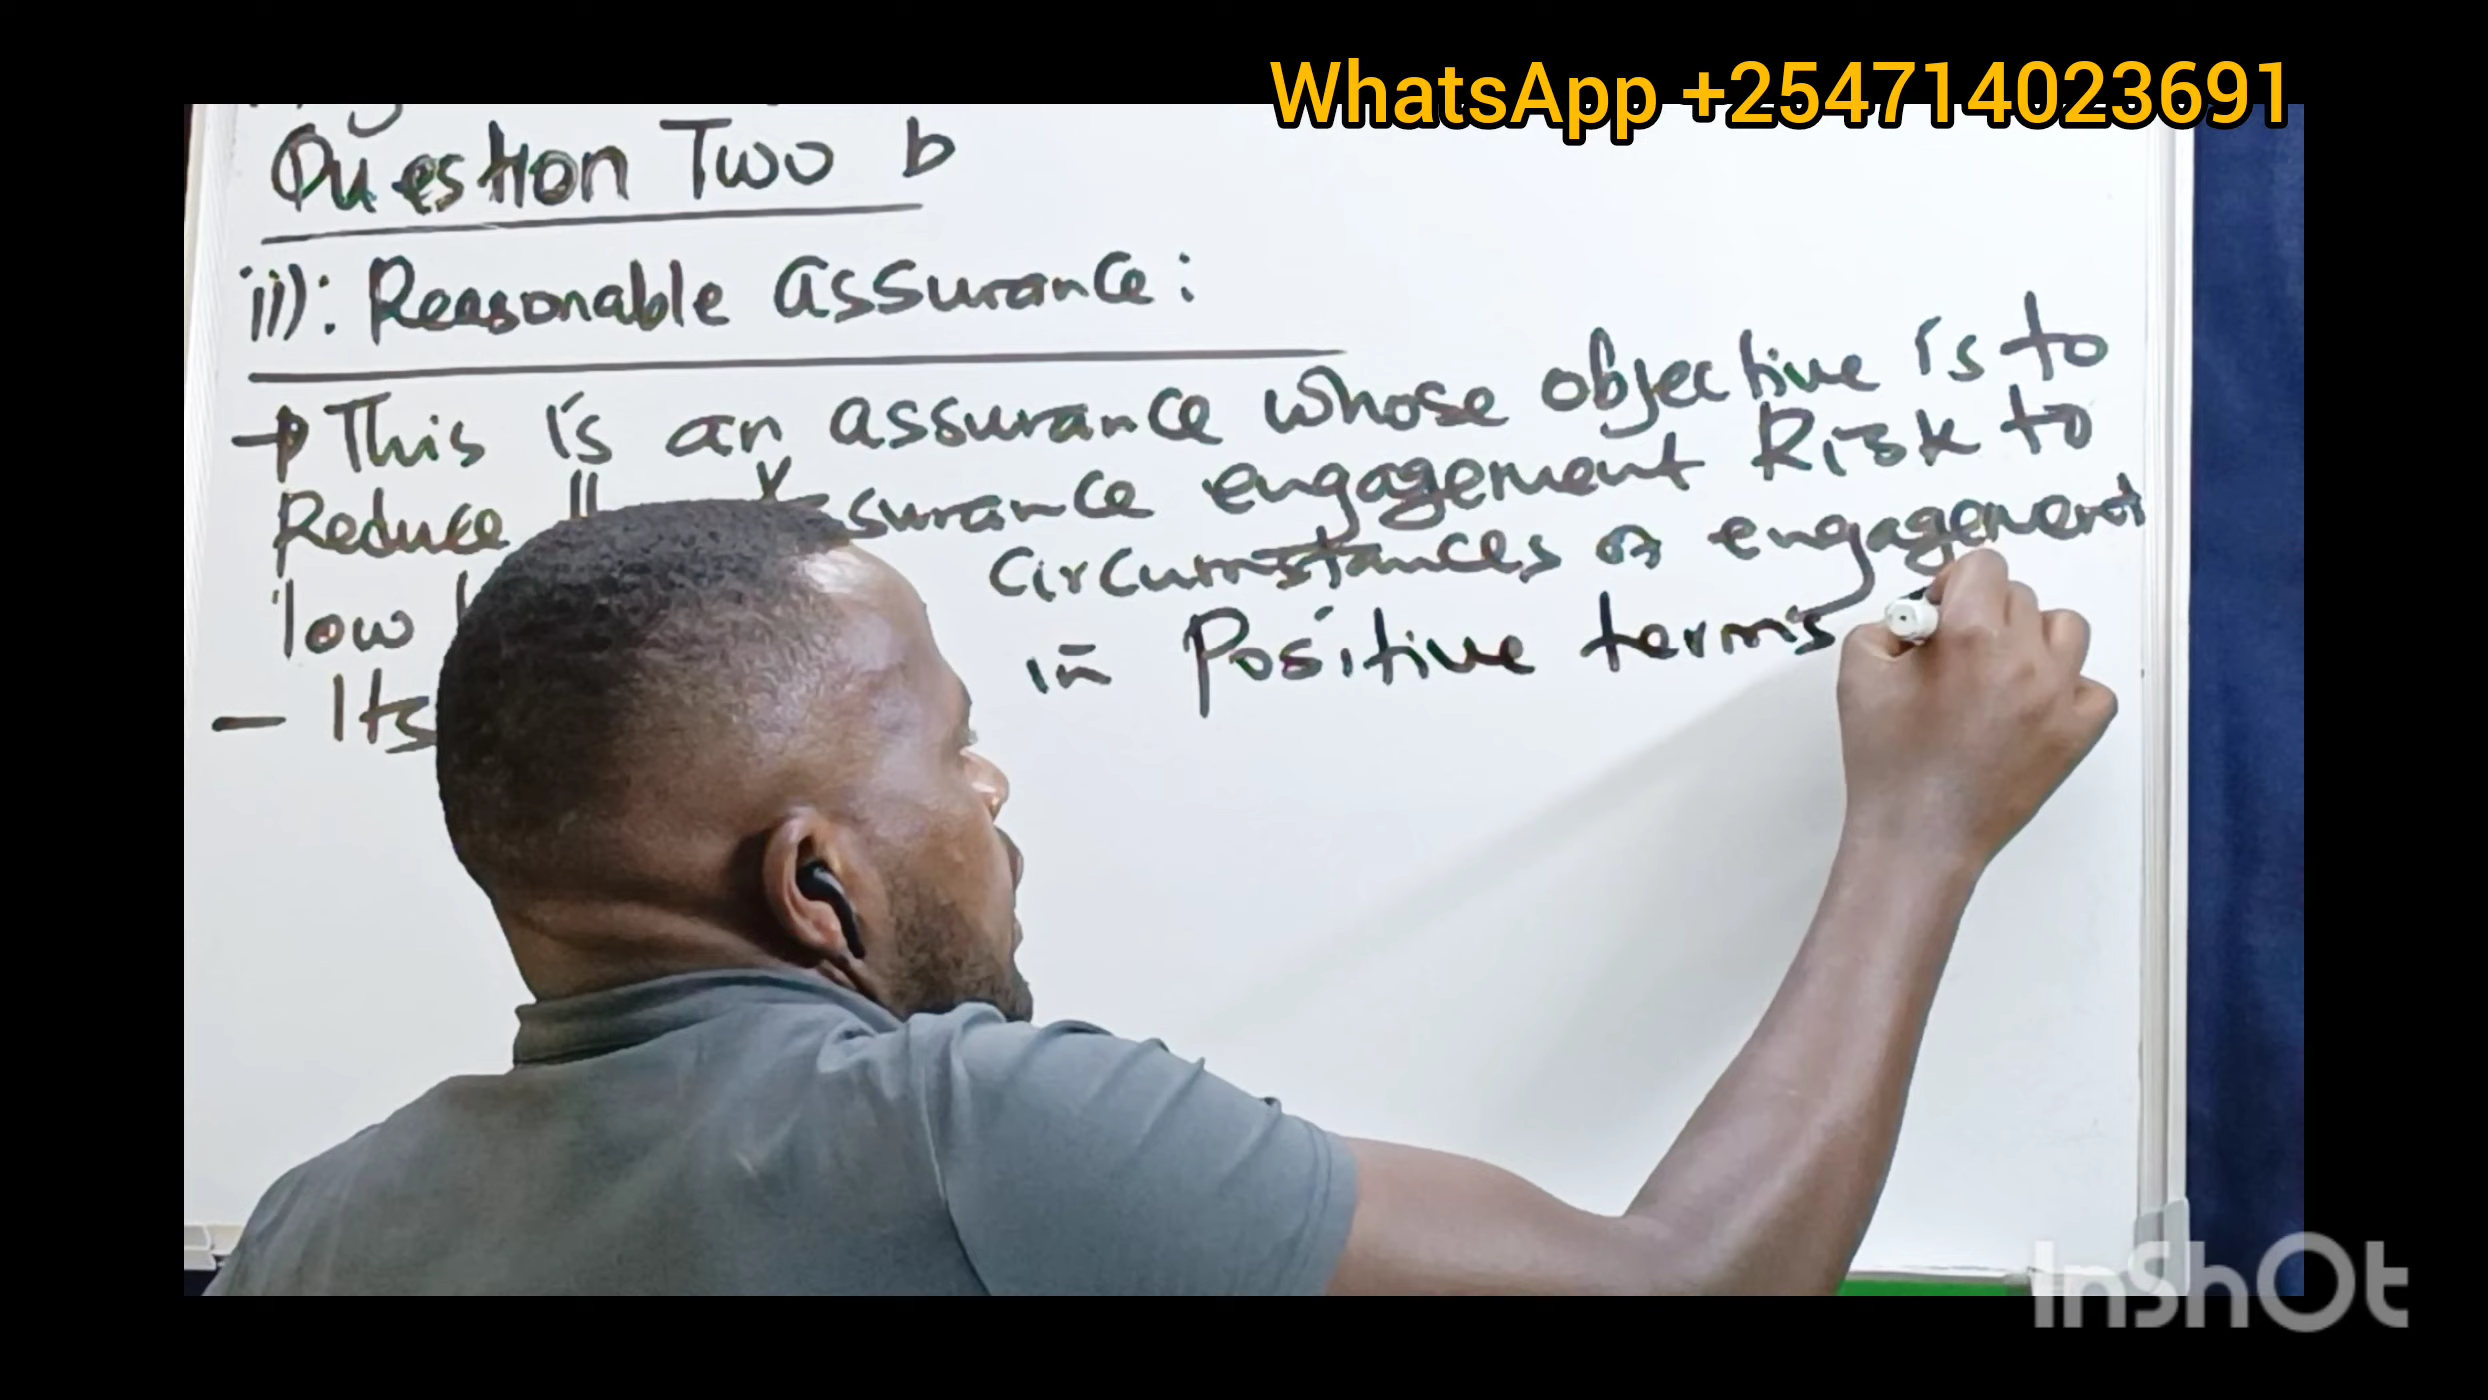 WhatsApp +254714023691
Question Two b
ii): Reasonable assurance:
This is an assurance whose objective is to
Reduce assurance engagement Risk to
low circumstances of engagement
- Its in Positive terms
InShOt